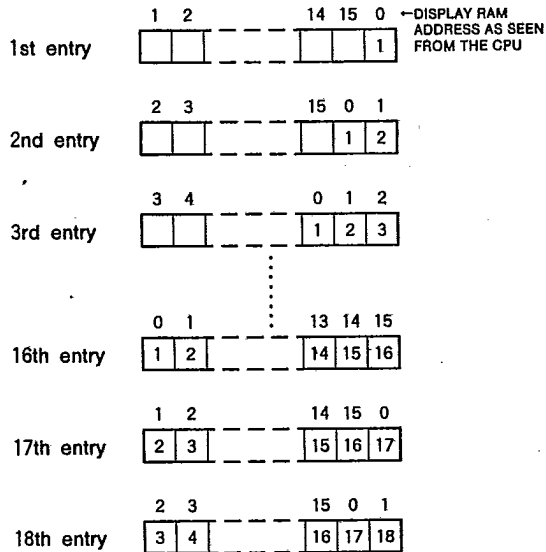 1 2 14 15 0 ←DISPLAY RAM
ADDRESS AS SEEN
FROM THE CPU
1st entry 1
2 3 15 0 1
2nd entry 1 2
3 4 0 1 2
3rd entry 1 2 3
0 1 13 14 15
16th entry 1 2 14 15 16
1 2 14 15 0
17th entry 2 3 15 16 17
2 3 15 0 1
18th entry 3 4 16 17 18